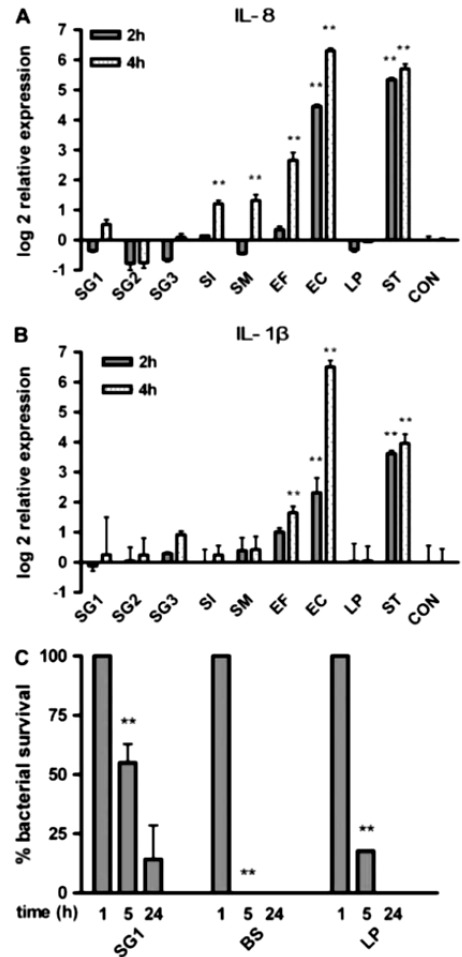 A
IL-8
log 2 relative expression
7
6
5
4
3
2
1
0
-1
2h
4h
** ** ** ** ** ** ** **
SG1 SG2 SG3 SI SM EF EC LP ST CON
B
IL-1β
log 2 relative expression
7
6
5
4
3
2
1
0
-1
2h
4h
** ** ** ** **
SG1 SG2 SG3 SI SM EF EC LP ST CON
C
% bacterial survival
100
75
50
25
0
** ** **
time (h) 1 5 24 1 5 24 1 5 24
SG1 BS LP